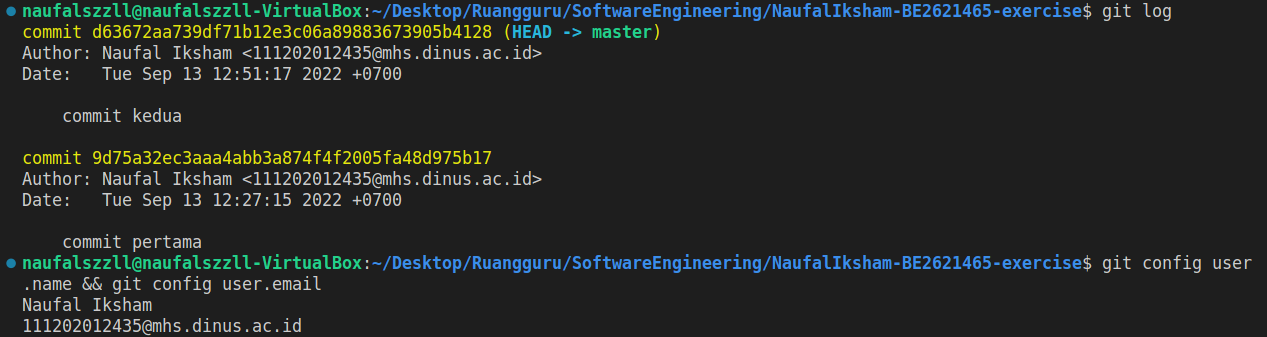 naufalszzll@naufalszzll-VirtualBox:~/Desktop/Ruangguru/SoftwareEngineering/NaufalIksham-BE2621465-exercise$ git log
commit d63672aa739df71b12e3c06a89883673905b4128 (HEAD -> master)
Author: Naufal Iksham <111202012435@mhs.dinus.ac.id>
Date:   Tue Sep 13 12:51:17 2022 +0700
commit kedua
commit 9d75a32ec3aaa4abb3a874f4f2005fa48d975b17
Author: Naufal Iksham <111202012435@mhs.dinus.ac.id>
Date:   Tue Sep 13 12:27:15 2022 +0700
commit pertama
naufalszzll@naufalszzll-VirtualBox:~/Desktop/Ruangguru/SoftwareEngineering/NaufalIksham-BE2621465-exercise$ git config user
.name && git config user.email
Naufal Iksham
111202012435@mhs.dinus.ac.id